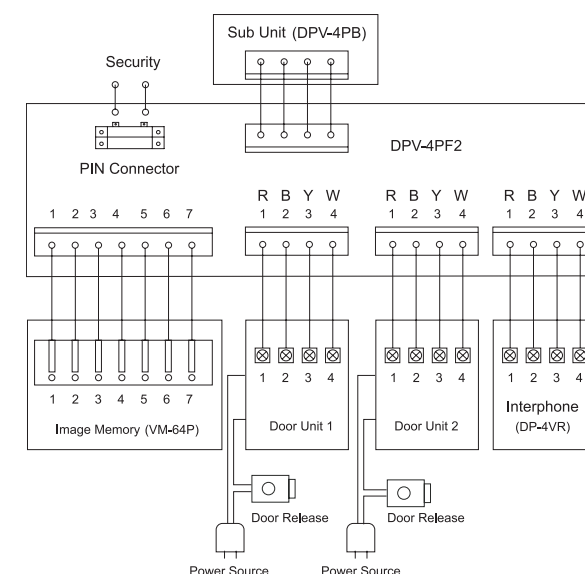 Sub Unit (DPV-4PB)
Security
DPV-4PF2
PIN Connector
R B Y W R B Y W R B Y W
1 2 3 4 5 6 7 1 2 3 4 1 2 3 4 1 2 3 4
1 2 3 4 1 2 3 4 1 2 3 4
1 2 3 4 5 6 7
Interphone
(DP-4VR)
Image Memory (VM-64P) Door Unit 1 Door Unit 2
Door Release Door Release
Power Source Power Source